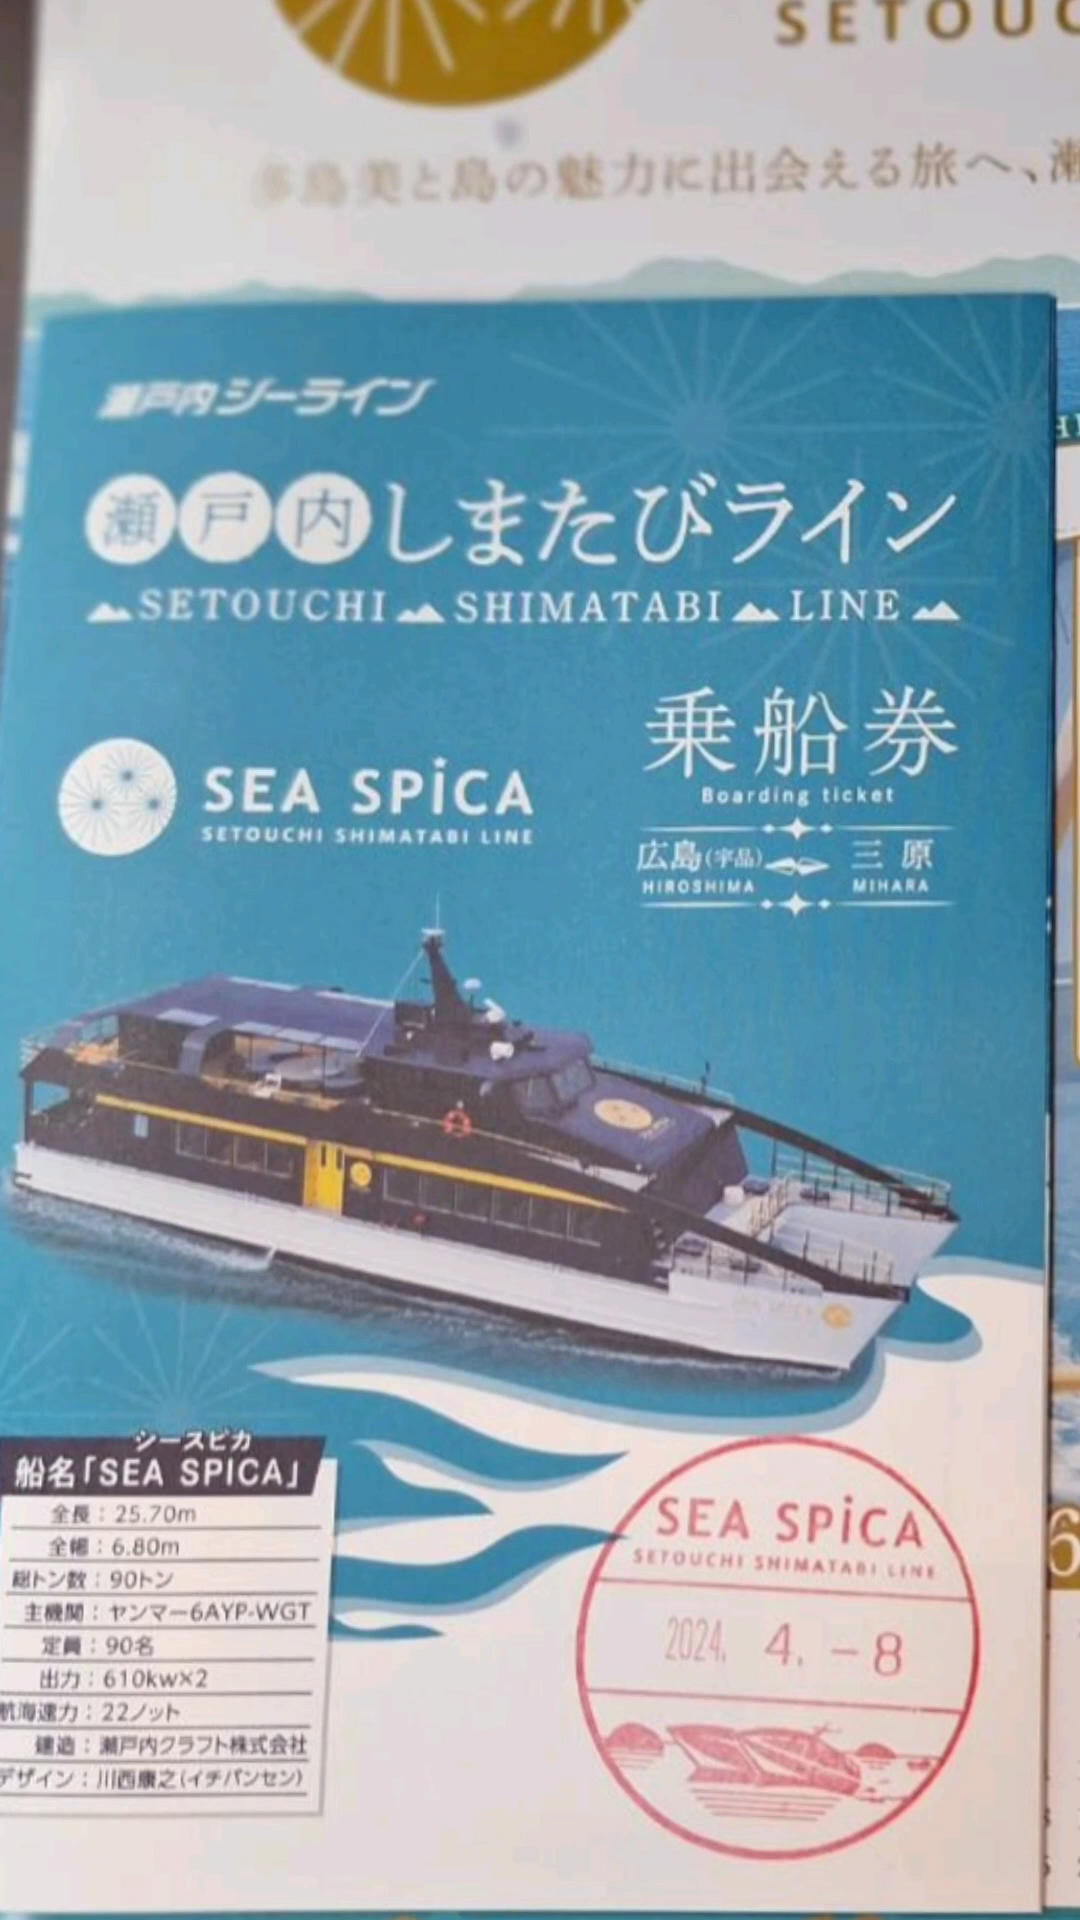 SETOUC
多島美と島の魅力に出会える旅へ、瀬
瀬戸内シーライン
瀬戸内しまたびライン
SETOUCHI SHIMATABI LINE
乗船券
Boarding ticket
SEA SPiCA
SETOUCHI SHIMATABI LINE
広島(宇品) 三原
HIROSHIMA MIHARA
シースピカ
船名「SEA SPICA」
全長：25.70m
全幅：6.80m
総トン数：90トン
主機関：ヤンマー6AYP-WGT
定員：90名
出力：610kw×2
航海速力：22ノット
建造：瀬戸内クラフト株式会社
デザイン：川西康之(イチバンセン)
SEA SPiCA
SETOUCHI SHIMATABI LINE
2024. 4. -8